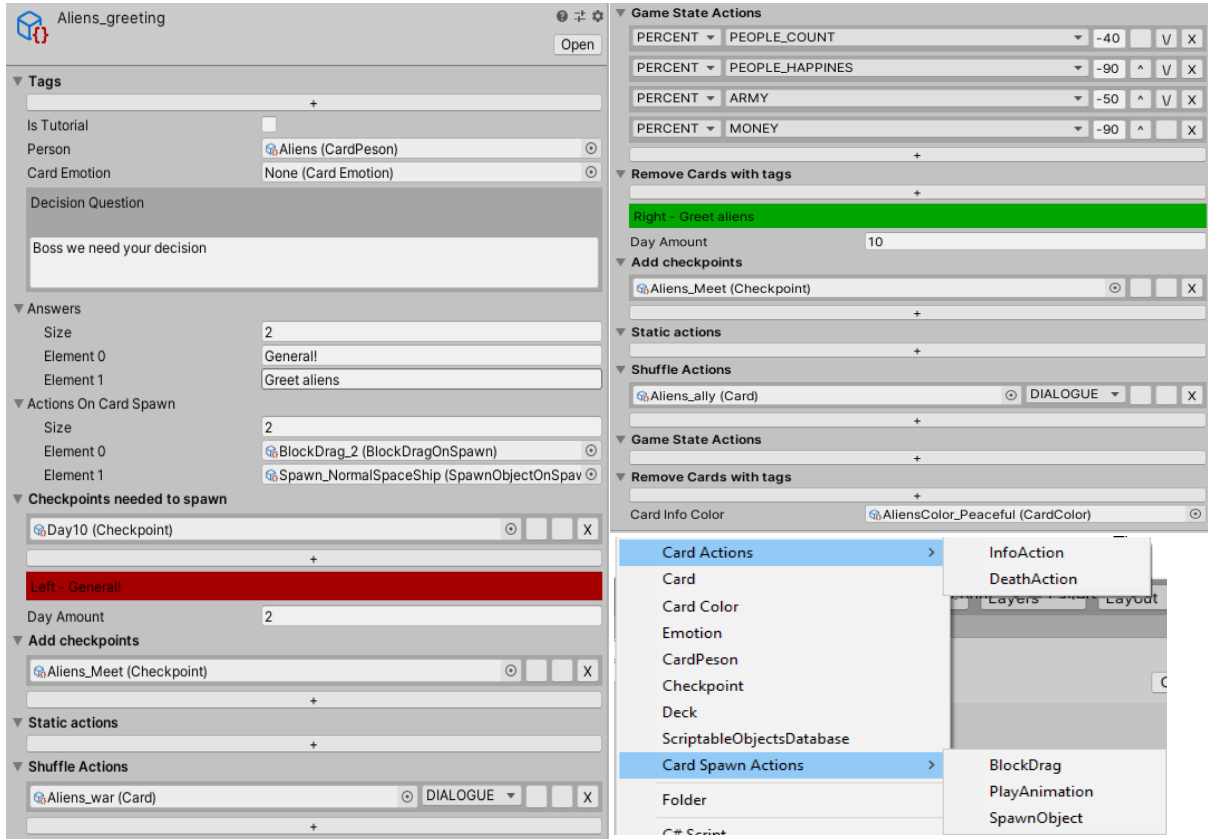 Aliens_greeting
Open
Tags
+
Is Tutorial
Person Aliens (CardPeson)
Card Emotion None (Card Emotion)
Decision Question
Boss we need your decision
Answers
Size 2
Element 0 General!
Element 1 Greet aliens
Actions On Card Spawn
Size 2
Element 0 BlockDrag_2 (BlockDragOnSpawn)
Element 1 Spawn_NormalSpaceShip (SpawnObjectOnSpav
Checkpoints needed to spawn
Day10 (Checkpoint) X
+
Left - General!
Day Amount 2
Add checkpoints
Aliens_Meet (Checkpoint) X
+
Static actions
+
Shuffle Actions
Aliens_war (Card) DIALOGUE X
+
Game State Actions
PERCENT PEOPLE_COUNT -40 \/ X
PERCENT PEOPLE_HAPPINES -90 ^ \/ X
PERCENT ARMY -50 ^ \/ X
PERCENT MONEY -90 ^ X
+
Remove Cards with tags
+
Right - Greet aliens
Day Amount 10
Add checkpoints
Aliens_Meet (Checkpoint) X
+
Static actions
+
Shuffle Actions
Aliens_ally (Card) DIALOGUE X
+
Game State Actions
+
Remove Cards with tags
+
Card Info Color AliensColor_Peaceful (CardColor)
Card Actions >
Card
Card Color
Emotion
CardPeson
Checkpoint
Deck
ScriptableObjectsDatabase
Card Spawn Actions >
Folder
C# Script
InfoAction
DeathAction
Layers
Layout
BlockDrag
PlayAnimation
SpawnObject